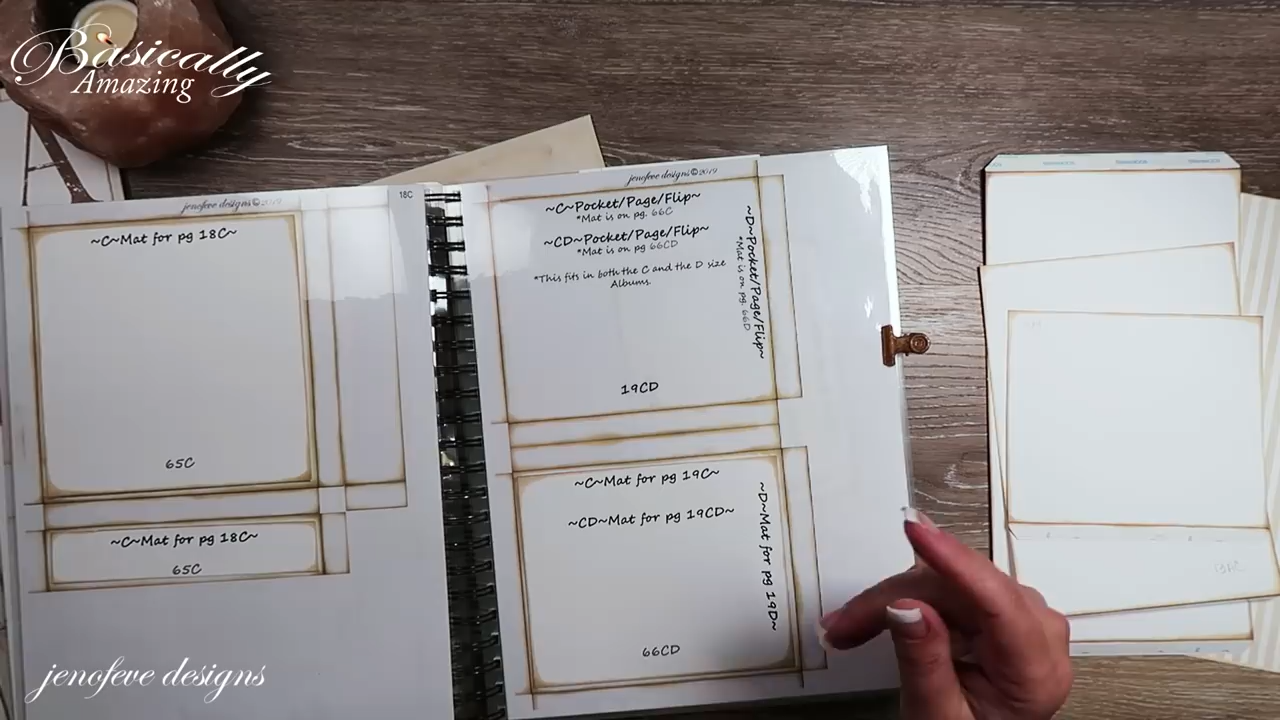 Basically
Amazing
jenofeve designs©2019
18C
~C~Mat for pg 18C~
65C
~C~Mat for pg 18C~
65C
jenofeve designs©2019
~C~Pocket/Page/Flip~
*Mat is on pg. 66C
~CD~Pocket/Page/Flip~
*Mat is on pg 66CD
*This fits in both the C and the D size
Albums.
19CD
~D~Pocket/Page/Flip~
*Mat is on pg. 66D
~C~Mat for pg 19C~
~CD~Mat for pg 19CD~
66CD
~D~Mat for pg 19D~
jenofeve designs